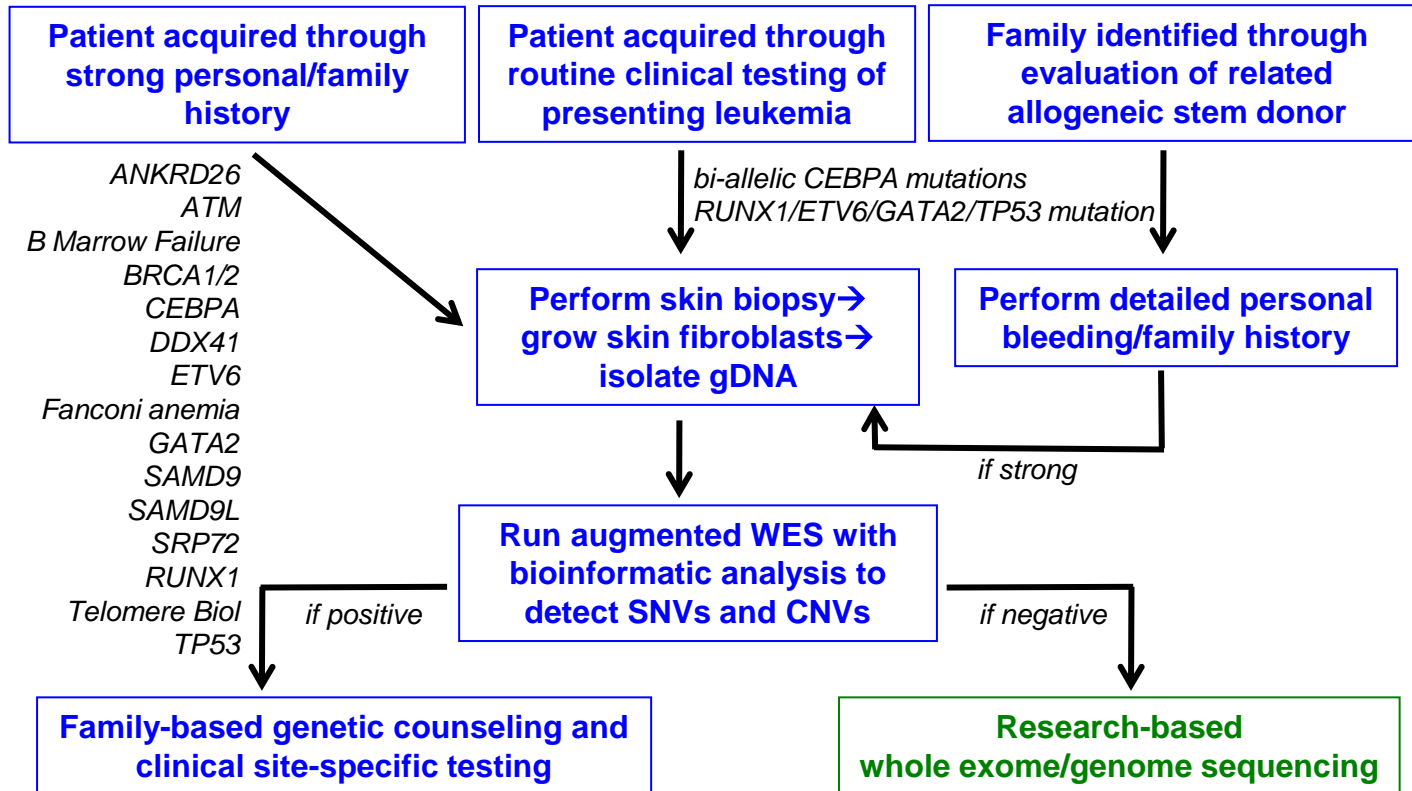 Patient acquired through
strong personal/family
history
Patient acquired through
routine clinical testing of
presenting leukemia
Family identified through
evaluation of related
allogeneic stem donor
ANKRD26
ATM
B Marrow Failure
BRCA1/2
CEBPA
DDX41
ETV6
Fanconi anemia
GATA2
SAMD9
SAMD9L
SRP72
RUNX1
Telomere Biol
TP53
bi-allelic CEBPA mutations
RUNX1/ETV6/GATA2/TP53 mutation
Perform skin biopsy→
grow skin fibroblasts→
isolate gDNA
Perform detailed personal
bleeding/family history
if strong
Run augmented WES with
bioinformatic analysis to
detect SNVs and CNVs
if positive
if negative
Family-based genetic counseling and
clinical site-specific testing
Research-based
whole exome/genome sequencing